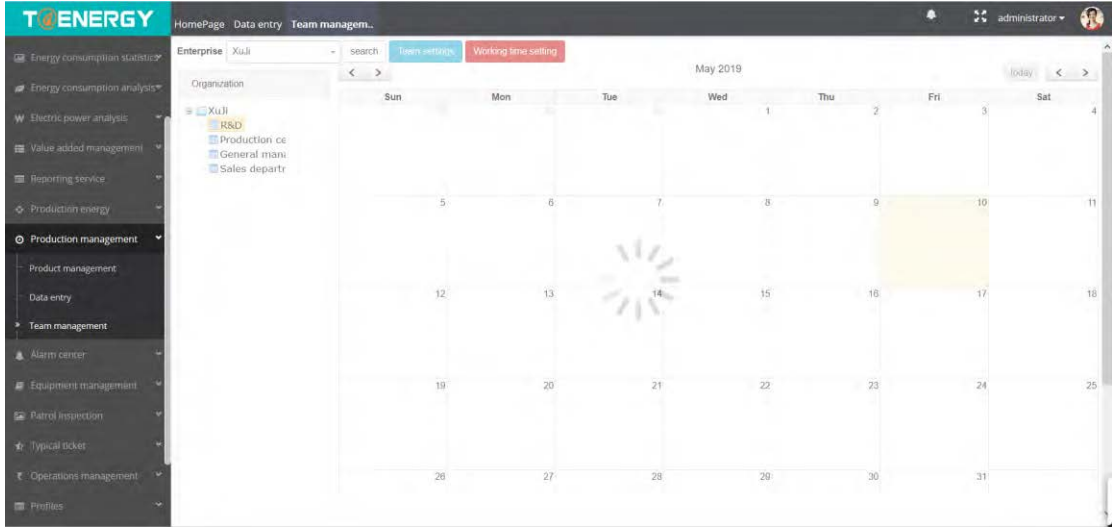 T@ENERGY
HomePage Data entry Team managem..
administrator
Enterprise XuJi search Team settings Working time setting
Energy consumption statistics
Energy consumption analysis
Electric power analysis
Value added management
Reporting service
Production energy
Production management
Product management
Data entry
Team management
Alarm center
Equipment management
Patrol inspection
Typical ticket
Operations management
Profiles
Organization
XuJi
R&D
Production ce
General mana
Sales departr
< >
May 2019
today < >
Sun Mon Tue Wed Thu Fri Sat
1 2 3 4
5 6 7 8 9 10 11
12 13 14 15 16 17 18
19 20 21 22 23 24 25
26 27 28 29 30 31